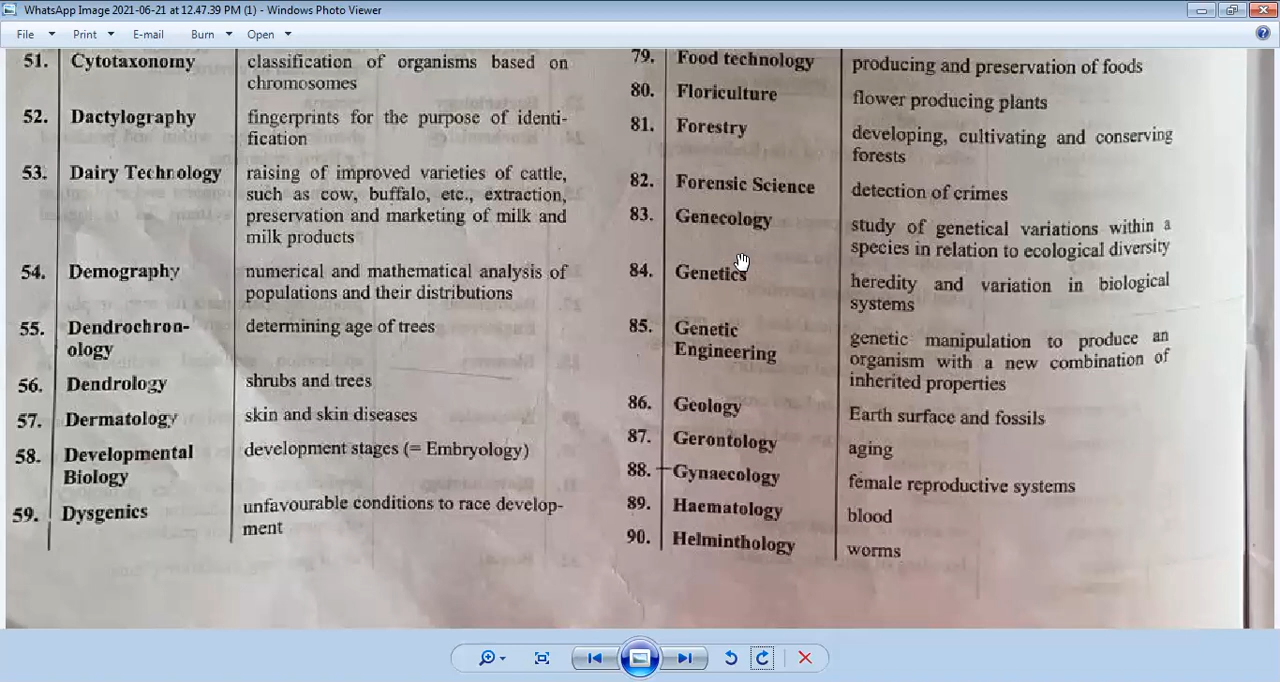 WhatsApp Image 2021-06-21 at 12.47.39 PM (1) - Windows Photo Viewer
File Print E-mail Burn Open
51. Cytotaxonomy classification of organisms based on
chromosomes
52. Dactylography fingerprints for the purpose of identi-
fication
53. Dairy Technology raising of improved varieties of cattle,
such as cow, buffalo, etc., extraction,
preservation and marketing of milk and
milk products
54. Demography numerical and mathematical analysis of
populations and their distributions
55. Dendrochron- determining age of trees
ology
56. Dendrology shrubs and trees
57. Dermatology skin and skin diseases
58. Developmental development stages (= Embryology)
Biology
59. Dysgenics unfavourable conditions to race develop-
ment
79. Food technology producing and preservation of foods
80. Floriculture flower producing plants
81. Forestry developing, cultivating and conserving
forests
82. Forensic Science detection of crimes
83. Genecology study of genetical variations within a
species in relation to ecological diversity
84. Genetics heredity and variation in biological
systems
85. Genetic genetic manipulation to produce an
Engineering organism with a new combination of
inherited properties
86. Geology Earth surface and fossils
87. Gerontology aging
88. Gynaecology female reproductive systems
89. Haematology blood
90. Helminthology worms